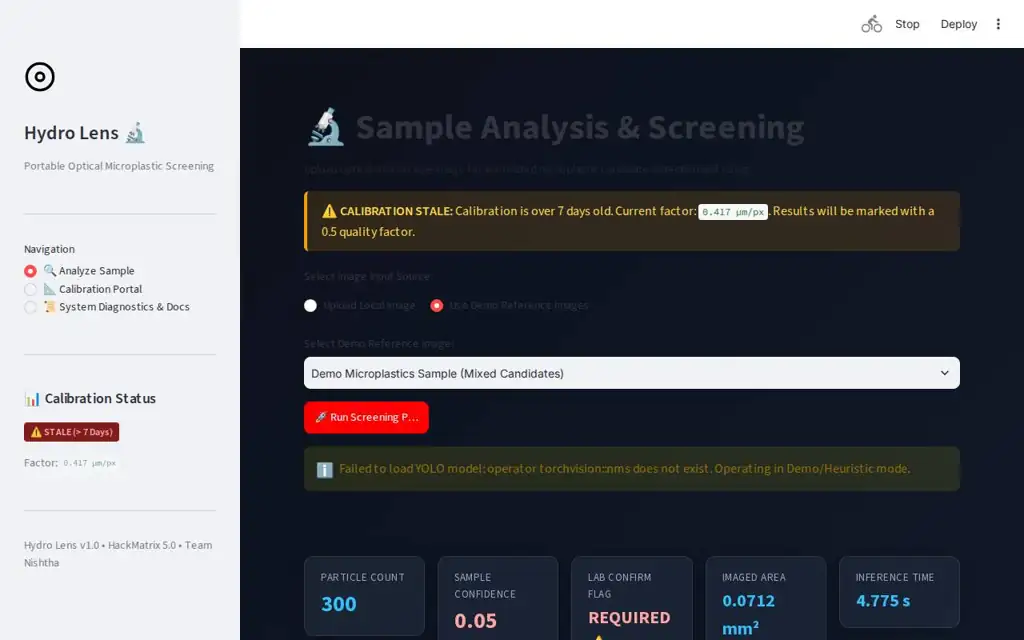 Stop
Deploy
Hydro Lens
Portable Optical Microplastic Screening
Navigation
Analyze Sample
Calibration Portal
System Diagnostics & Docs
Calibration Status
STALE (> 7 Days)
Factor: 0.417 µm/px
Hydro Lens v1.0 • HackMatrix 5.0 • Team
Nishtha
Sample Analysis & Screening
CALIBRATION STALE: Calibration is over 7 days old. Current factor: 0.417 µm/px. Results will be marked with a
0.5 quality factor.
Select Image Input Source
Upload Local Image
Use Demo Reference Images
Select Demo Reference Image:
Demo Microplastics Sample (Mixed Candidates)
Run Screening P...
Failed to load YOLO model: operator torchvision::nms does not exist. Operating in Demo/Heuristic mode.
PARTICLE COUNT
300
SAMPLE
CONFIDENCE
0.05
LAB CONFIRM
FLAG
REQUIRED
IMAGED AREA
0.0712
mm²
INFERENCE TIME
4.775 s